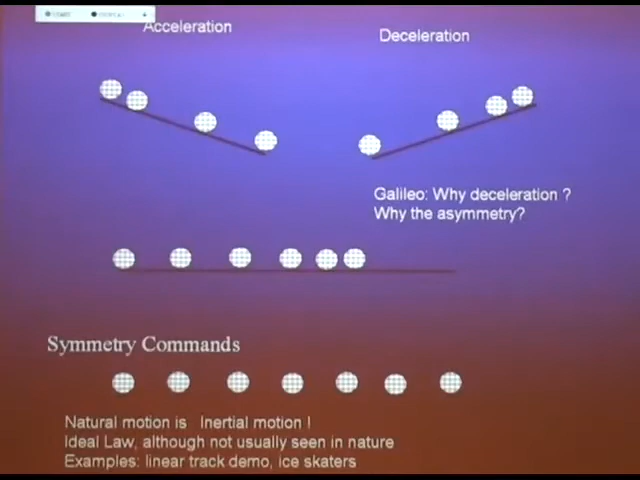 Acceleration
Deceleration
Galileo: Why deceleration ?
Why the asymmetry?
Symmetry Commands
Natural motion is Inertial motion !
Ideal Law, although not usually seen in nature
Examples: linear track demo, ice skaters